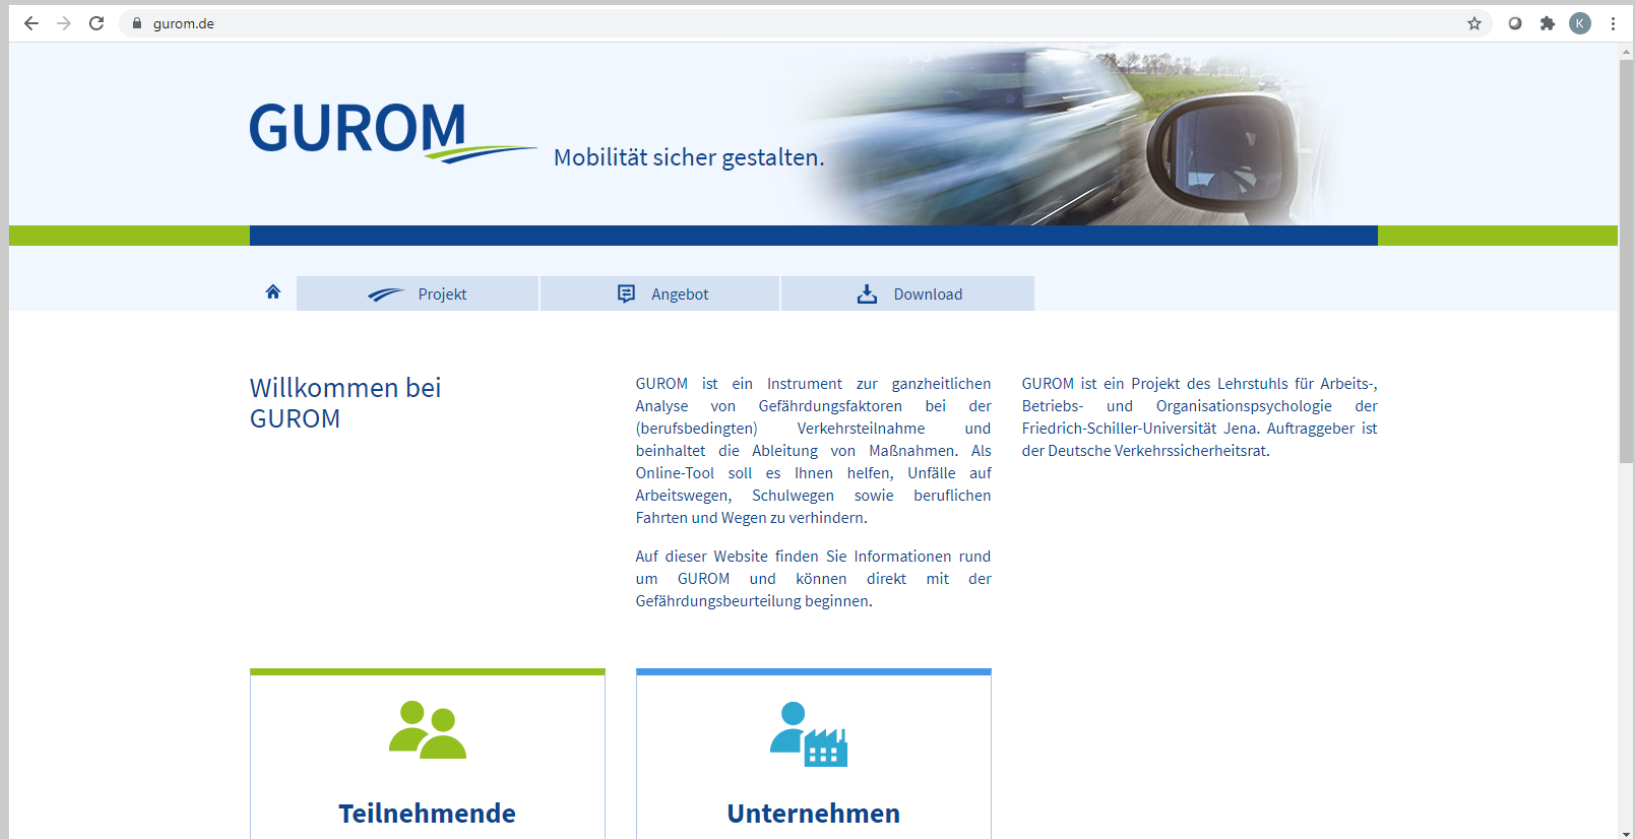 gurom.de
K
GUROM
Mobilität sicher gestalten.
Projekt
Angebot
Download
Willkommen bei
GUROM
GUROM ist ein Instrument zur ganzheitlichen
Analyse von Gefährdungsfaktoren bei der
(berufsbedingten) Verkehrsteilnahme und
beinhaltet die Ableitung von Maßnahmen. Als
Online-Tool soll es Ihnen helfen, Unfälle auf
Arbeitswegen, Schulwegen sowie beruflichen
Fahrten und Wegen zu verhindern.
Auf dieser Website finden Sie Informationen rund
um GUROM und können direkt mit der
Gefährdungsbeurteilung beginnen.
GUROM ist ein Projekt des Lehrstuhls für Arbeits-,
Betriebs- und Organisationspsychologie der
Friedrich-Schiller-Universität Jena. Auftraggeber ist
der Deutsche Verkehrssicherheitsrat.
Teilnehmende
Unternehmen